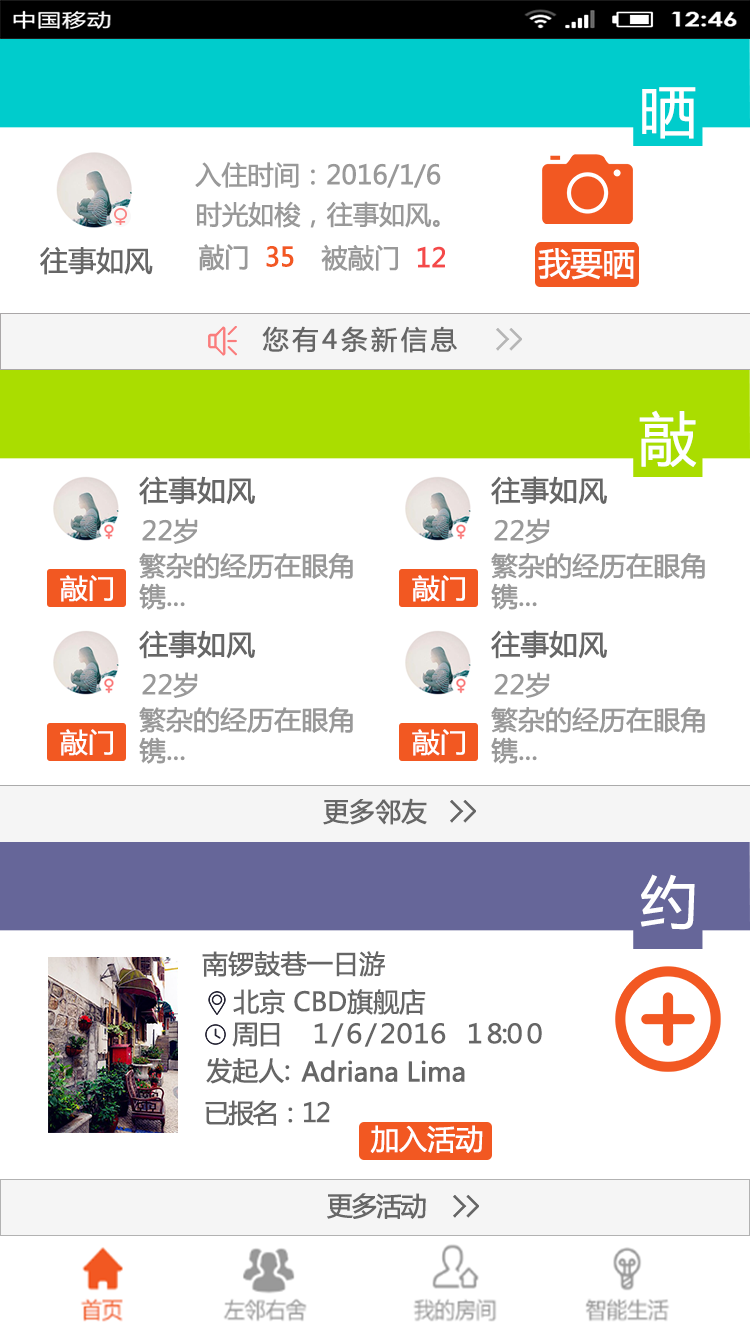 中国移动 12:46
晒
入住时间：2016/1/6
时光如梭，往事如风。
往事如风
敲门 35 被敲门 12
我要晒
您有4条新信息 >>
敲
往事如风
22岁
繁杂的经历在眼角
镌...
敲门
往事如风
22岁
繁杂的经历在眼角
镌...
敲门
往事如风
22岁
繁杂的经历在眼角
镌...
敲门
往事如风
22岁
繁杂的经历在眼角
镌...
敲门
更多邻友 >>
约
南锣鼓巷一日游
北京 CBD旗舰店
周日 1/6/2016 18:00
发起人: Adriana Lima
已报名：12
加入活动
更多活动 >>
首页 左邻右舍 我的房间 智能生活